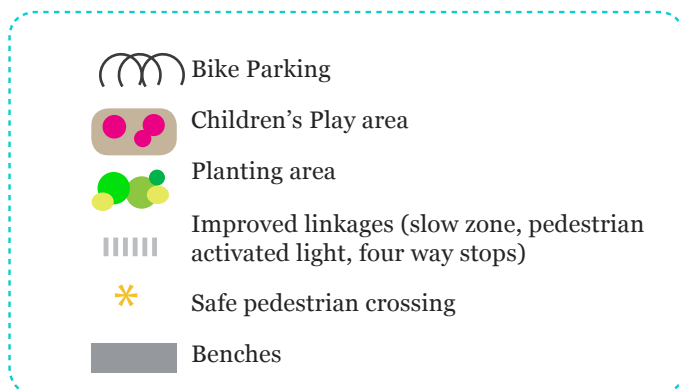 Bike Parking
Children’s Play area
Planting area
Improved linkages (slow zone, pedestrian
activated light, four way stops)
Safe pedestrian crossing
Benches